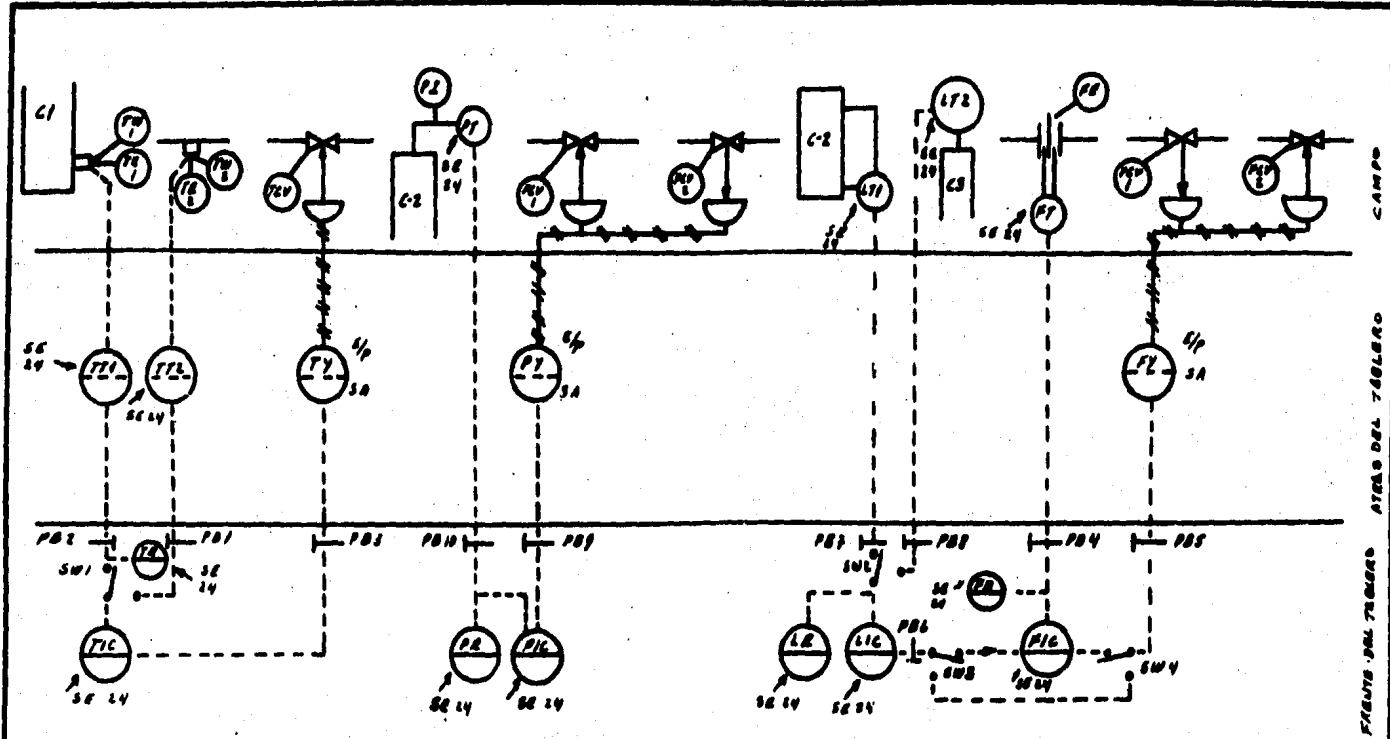 C1
TW
1
TE
1
TE
2
TW
2
TCV
PI
PT
SE
24
C-2
PCV
1
PCV
2
C-2
LT1
SE
24
LT2
SE
24
C3
FE
FT
SE 24
FCV
1
FCV
2
CAMPO
SE
24
TT1
TT2
SE 24
TY
E/P
SA
PY
E/P
SA
FY
E/P
SA
ATRAS DEL TABLERO
PB2
PB1
PB3
PB10
PB9
PB7
PB8
PB4
PB5
SW1
TR
SE
24
SW2
SE
24
TIC
SE 24
PR
SE 24
PIC
SE 24
LR
SE 24
LIC
SE 24
PB6
SW3
FIC
SE 24
SW4
FRENTE DEL TABLERO